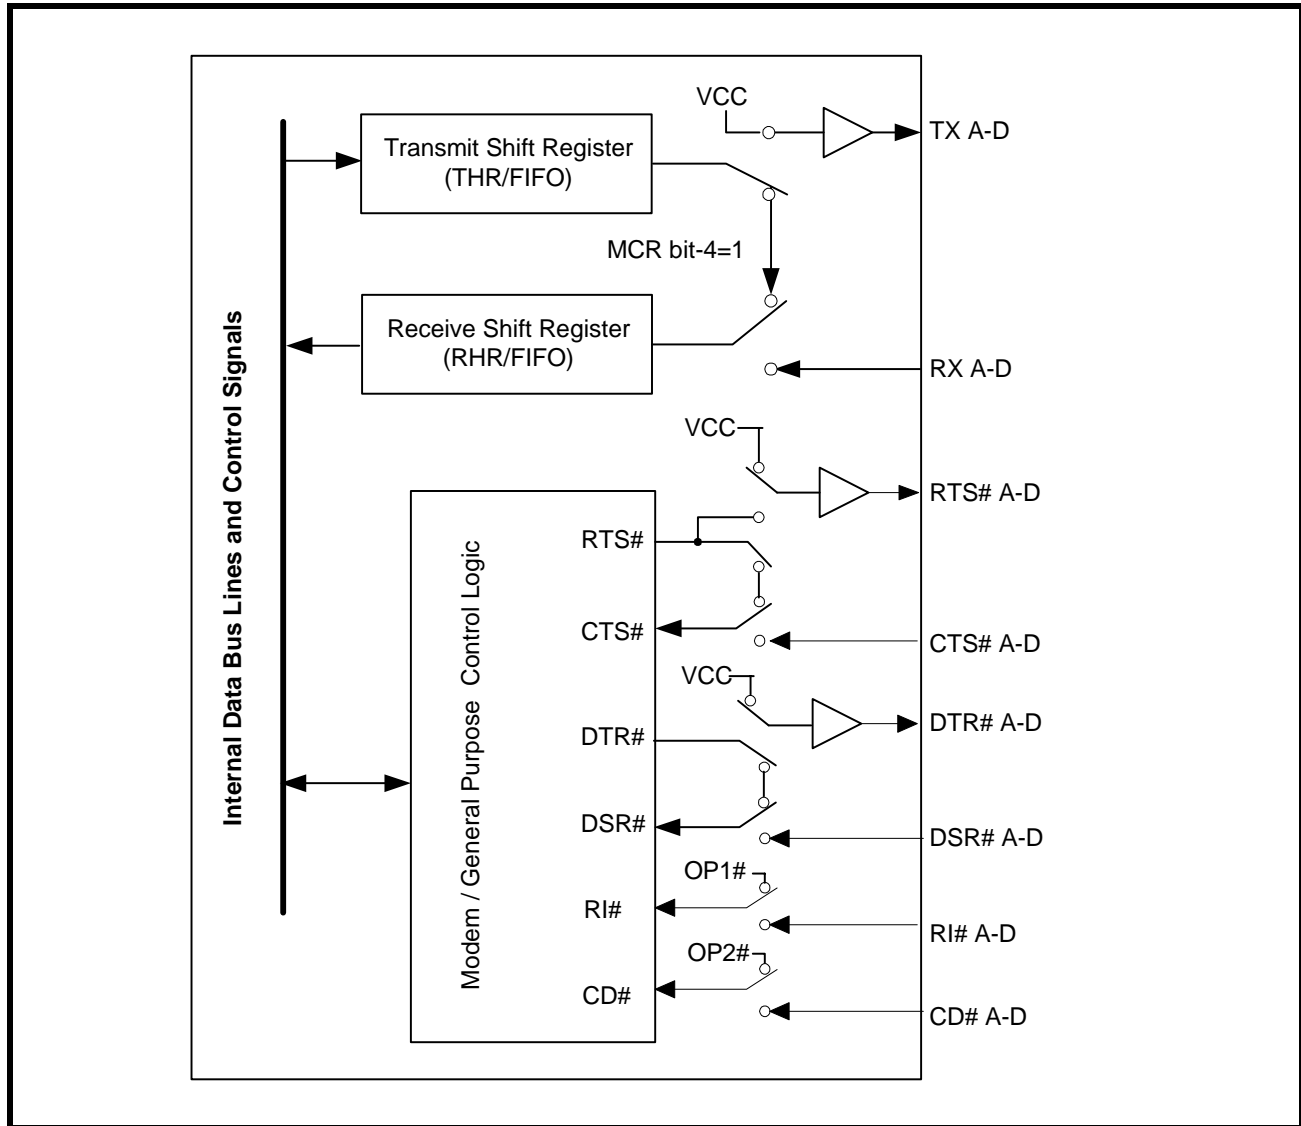 VCC
TX A-D
Transmit Shift Register
(THR/FIFO)
MCR bit-4=1
Receive Shift Register
(RHR/FIFO)
RX A-D
Internal Data Bus Lines and Control Signals
VCC
RTS# A-D
Modem / General Purpose Control Logic
RTS#
CTS#
CTS# A-D
VCC
DTR# A-D
DTR#
DSR#
DSR# A-D
OP1#
RI#
RI# A-D
OP2#
CD#
CD# A-D